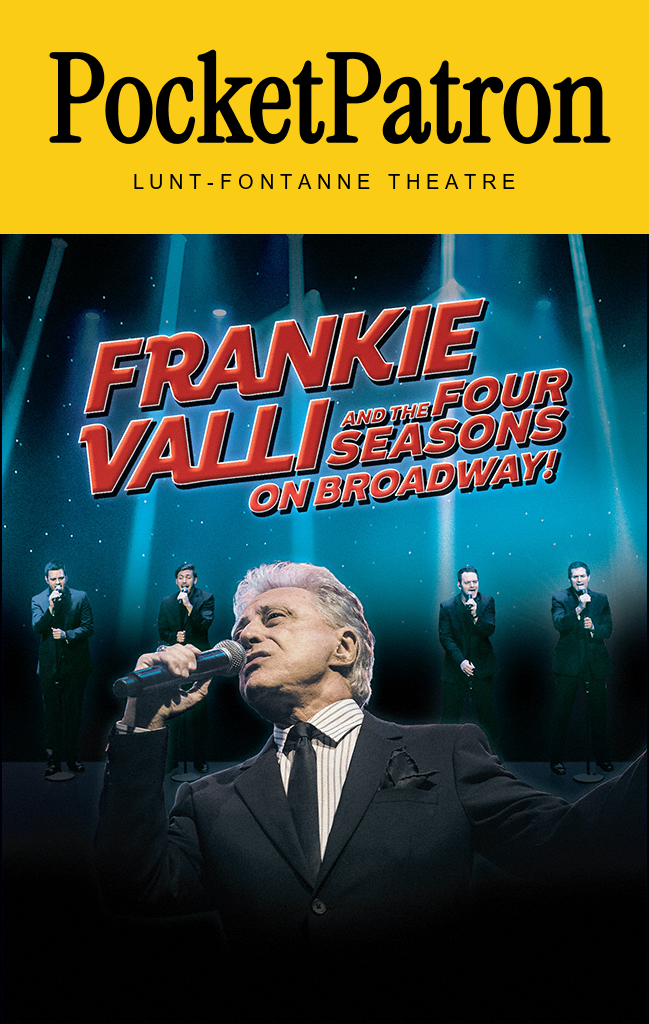 PocketPatron
LUNT-FONTANNE THEATRE
FRANKIE
VALLI AND THE FOUR
SEASONS
ON BROADWAY!